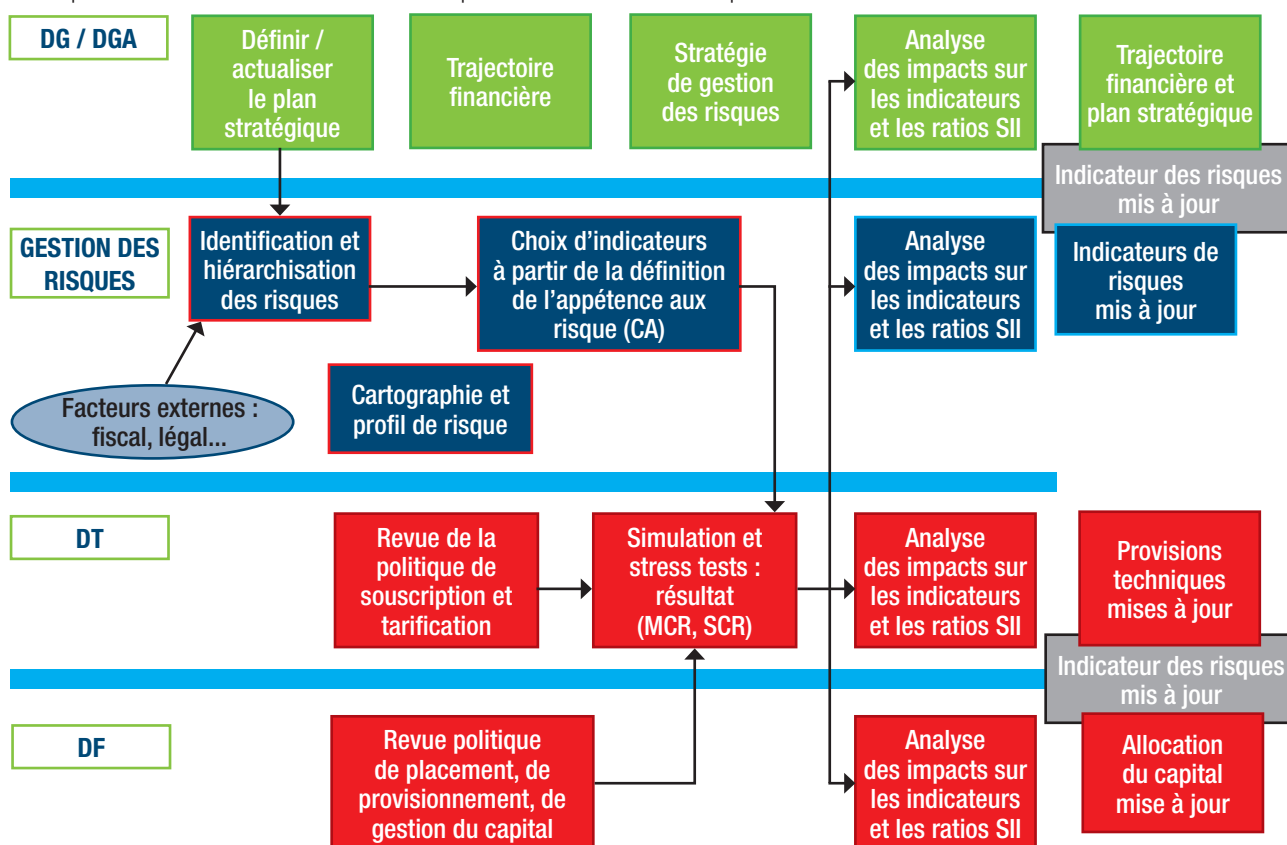 DG / DGA
Définir /
actualiser
le plan
stratégique
Trajectoire
financière
Stratégie
de gestion
des risques
Analyse
des impacts sur
les indicateurs
et les ratios SII
Trajectoire
financière et
plan stratégique
Indicateur des risques
mis à jour
GESTION DES
RISQUES
Identification et
hiérarchisation
des risques
Choix d’indicateurs
à partir de la définition
de l’appétence aux
risque (CA)
Analyse
des impacts sur
les indicateurs
et les ratios SII
Indicateurs de
risques
mis à jour
Facteurs externes :
fiscal, légal...
Cartographie et
profil de risque
DT
Revue de la
politique de
souscription et
tarification
Simulation et
stress tests :
résultat
(MCR, SCR)
Analyse
des impacts sur
les indicateurs
et les ratios SII
Provisions
techniques
mises à jour
Indicateur des risques
mis à jour
DF
Revue politique
de placement, de
provisionnement, de
gestion du capital
Analyse
des impacts sur
les indicateurs
et les ratios SII
Allocation
du capital
mise à jour